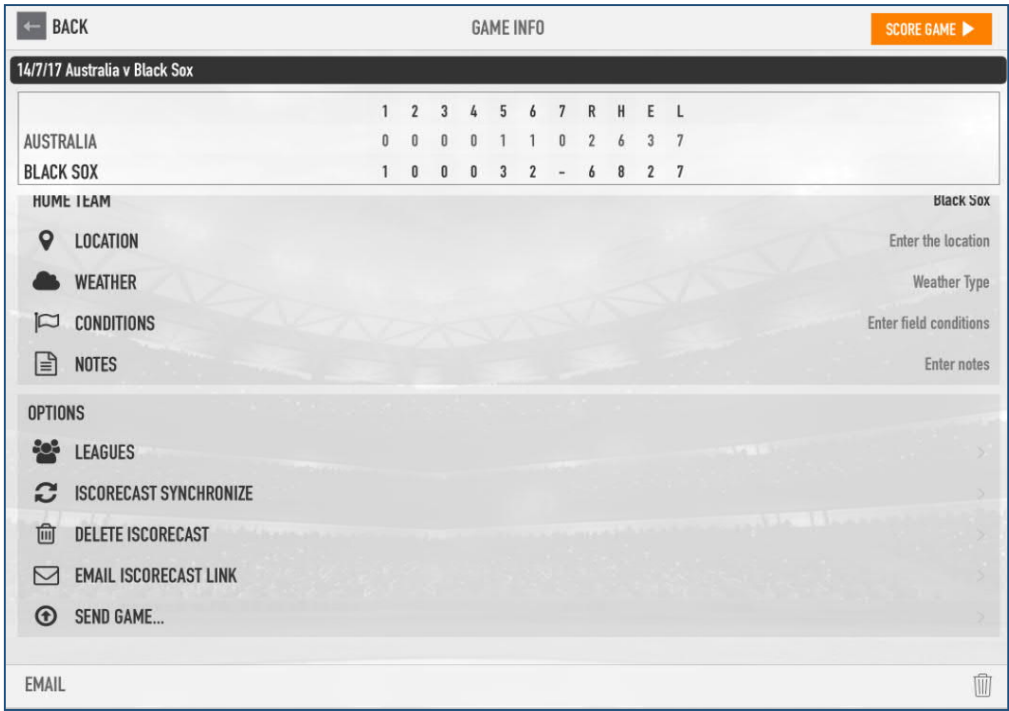 BACK GAME INFO SCORE GAME
14/7/17 Australia v Black Sox
1 2 3 4 5 6 7 R H E L
AUSTRALIA 0 0 0 0 1 1 0 2 6 3 7
BLACK SOX 1 0 0 0 3 2 - 6 8 2 7
HOME TEAM Black Sox
LOCATION Enter the location
WEATHER Weather Type
CONDITIONS Enter field conditions
NOTES Enter notes
OPTIONS
LEAGUES
ISCORECAST SYNCHRONIZE
DELETE ISCORECAST
EMAIL ISCORECAST LINK
SEND GAME...
EMAIL